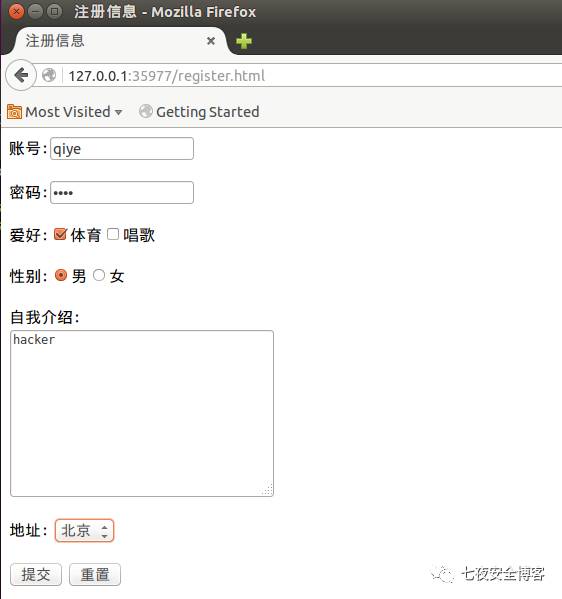 注册信息 - Mozilla Firefox
注册信息
127.0.0.1:35977/register.html
Most Visited Getting Started
账号:qiye
密码:••••
爱好: 体育 唱歌
性别: 男 女
自我介绍:
hacker
地址: 北京
提交 重置
七夜安全博客